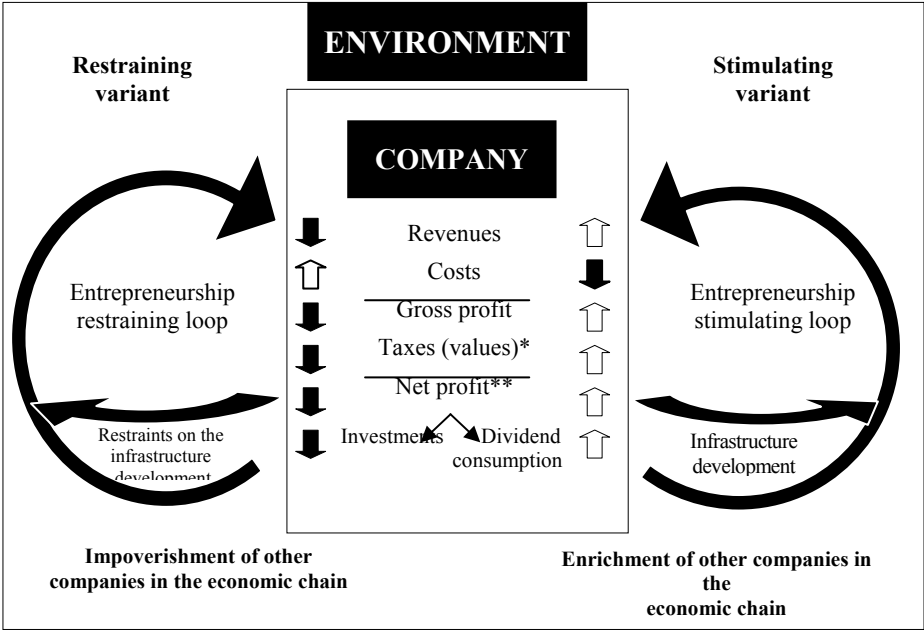 ENVIRONMENT
Restraining
variant
Stimulating
variant
COMPANY
Revenues
Costs
Gross profit
Taxes (values)*
Net profit**
Investments
Dividend
consumption
Entrepreneurship
restraining loop
Entrepreneurship
stimulating loop
Restraints on the
infrastructure
development
Infrastructure
development
Impoverishment of other
companies in the economic chain
Enrichment of other companies in
the
economic chain